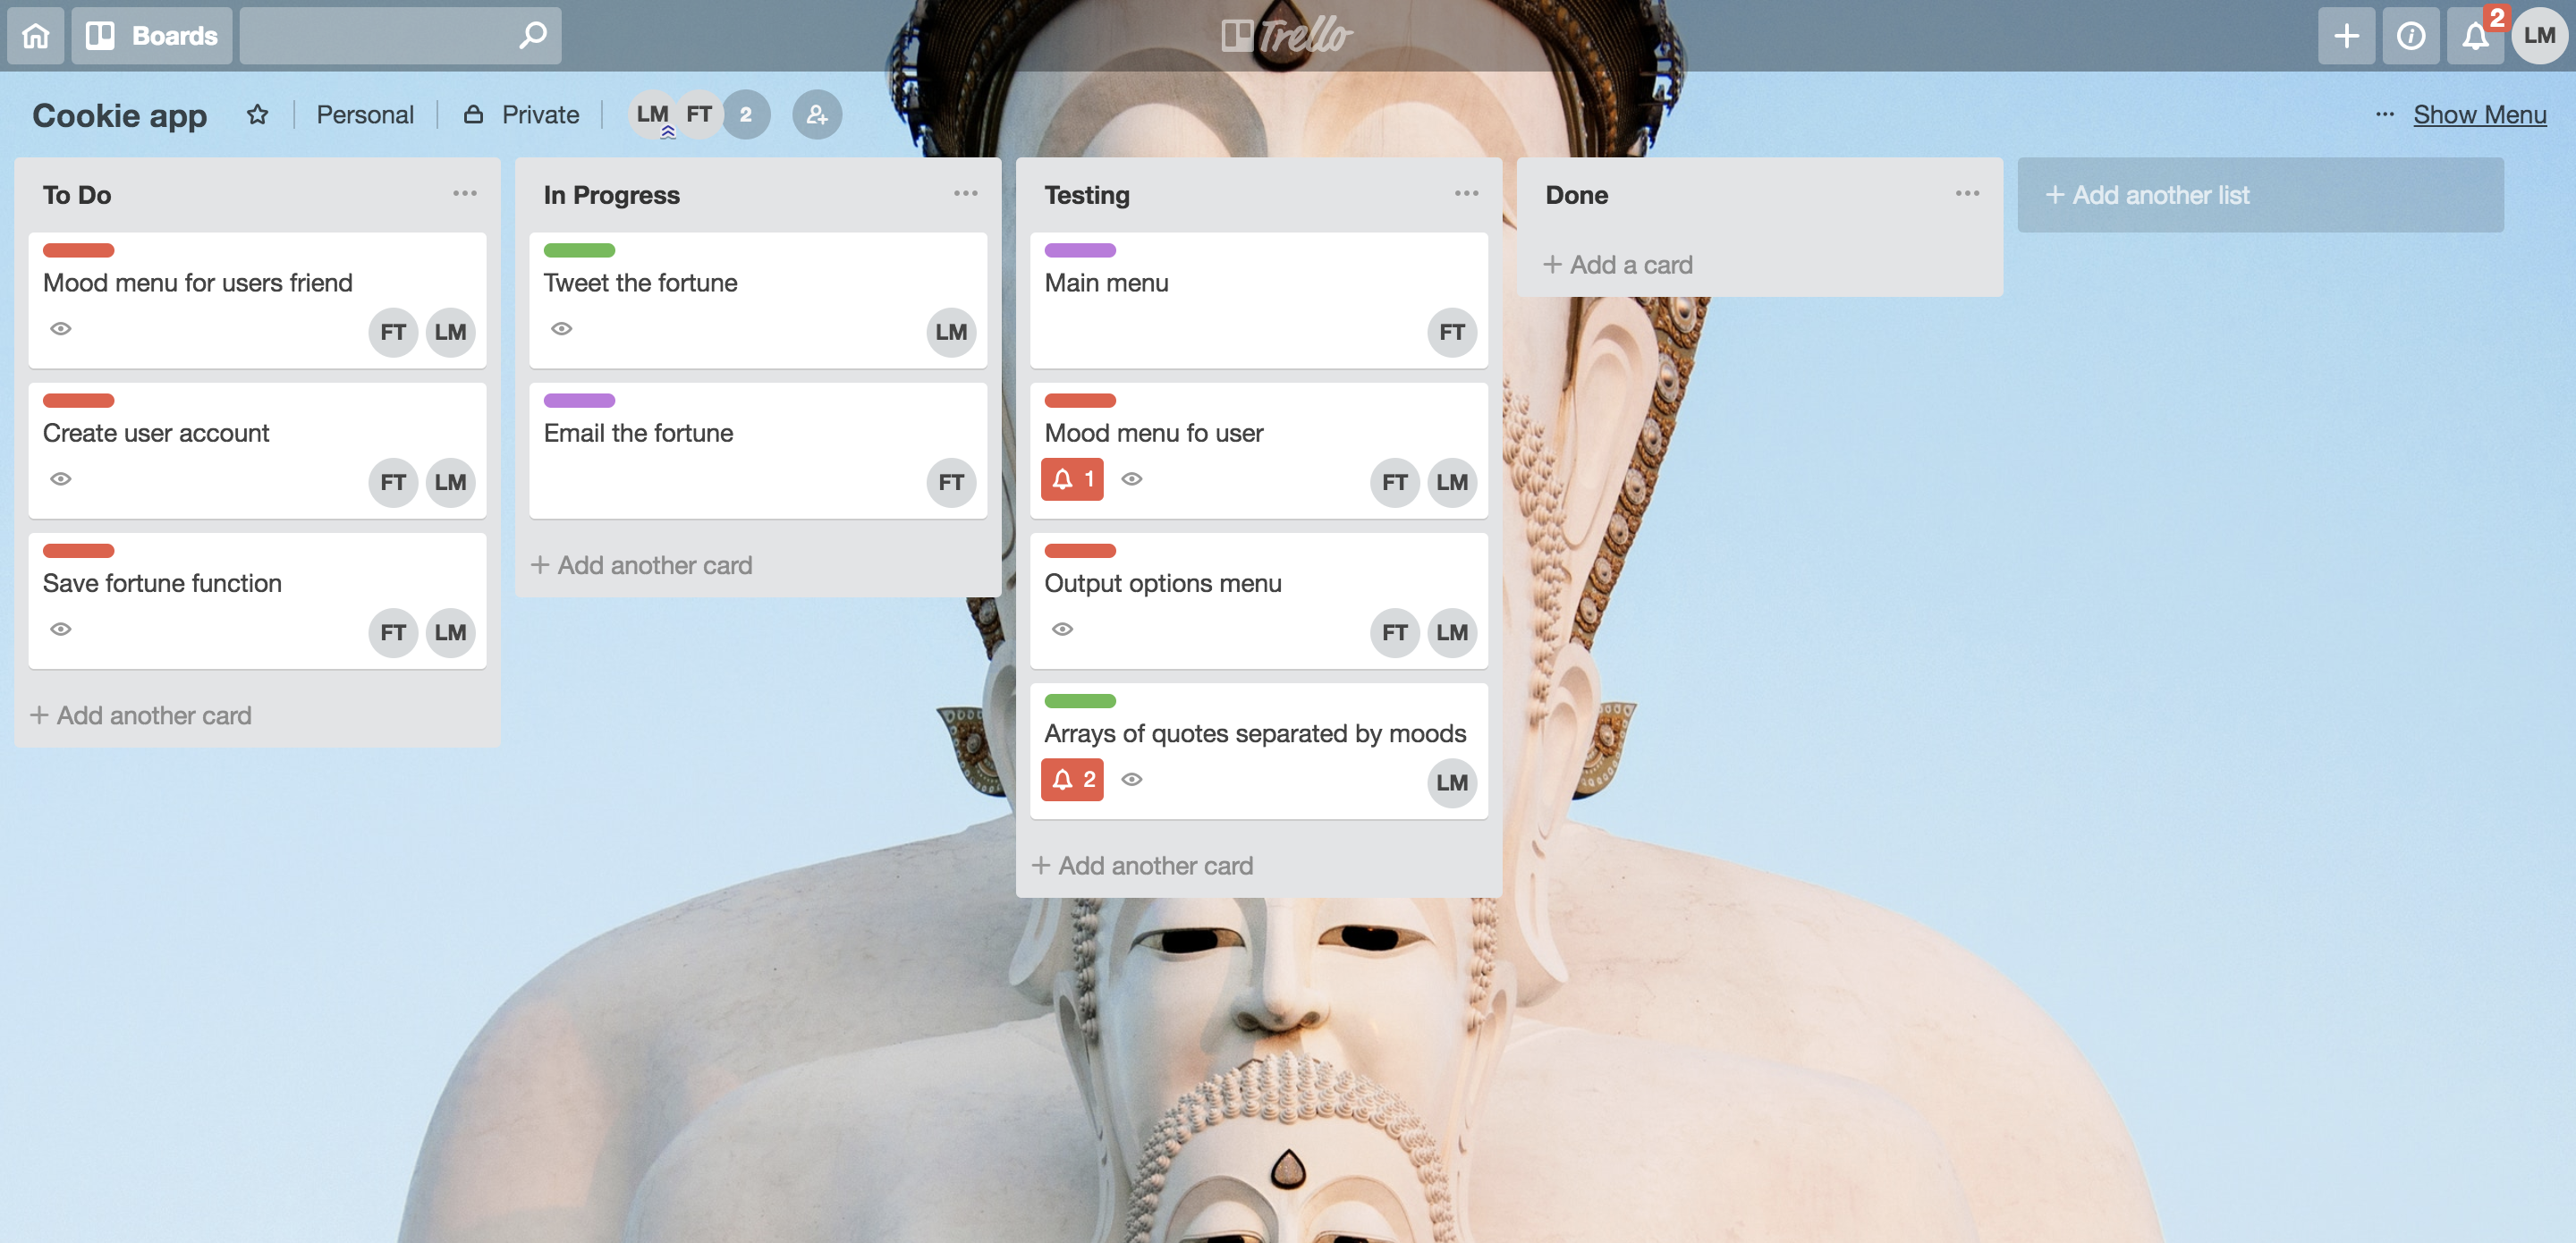 Boards
Trello
2
LM
Cookie app
Personal
Private
LM
FT
2
... Show Menu
To Do
Mood menu for users friend
FT LM
Create user account
FT LM
Save fortune function
FT LM
+ Add another card
In Progress
Tweet the fortune
LM
Email the fortune
FT
+ Add another card
Testing
Main menu
FT
Mood menu fo user
1
FT LM
Output options menu
FT LM
Arrays of quotes separated by moods
2
LM
+ Add another card
Done
+ Add a card
+ Add another list